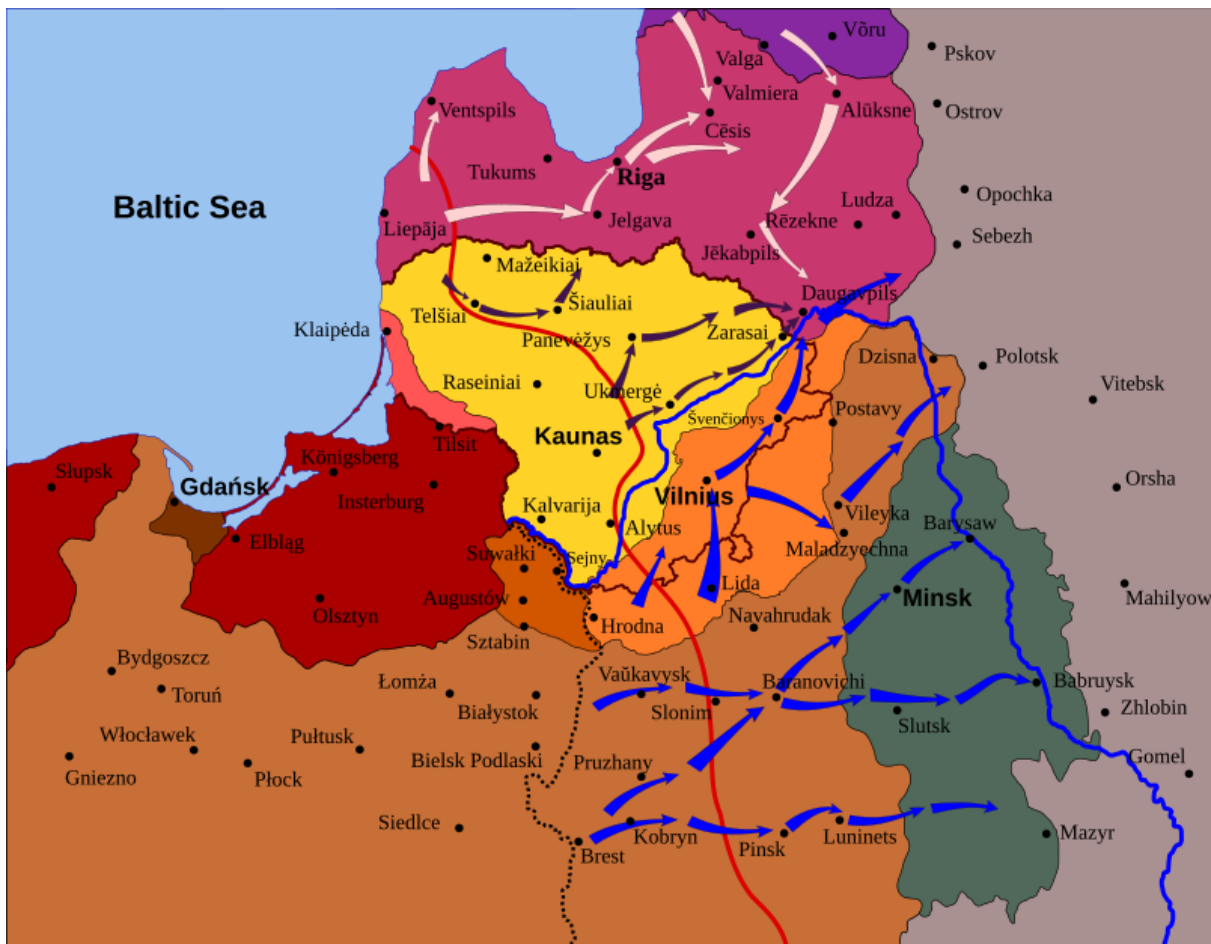 Võru
Pskov
Valga
Valmiera
Ventspils
Alūksne
Ostrov
Cēsis
Tukums
Riga
Baltic Sea
Opochka
Liepāja
Jelgava
Rēzekne
Ludza
Jēkabpils
Sebezh
Mažeikiai
Daugavpils
Telšiai
Šiauliai
Klaipėda
Panevėžys
Zarasai
Dzisna
Polotsk
Raseiniai
Ukmergė
Vitebsk
Postavy
Švenčionys
Kaunas
Tilsit
Słupsk
Königsberg
Gdańsk
Insterburg
Vilnius
Orsha
Kalvarija
Vileyka
Alytus
Barysaw
Elbląg
Maladzyechna
Suwałki
Sejny
Lida
Minsk
Augustów
Mahilyow
Olsztyn
Navahrudak
Hrodna
Sztabin
Bydgoszcz
Toruń
Łomża
Vaŭkavysk
Baranovichi
Babruysk
Białystok
Slonim
Zhlobin
Slutsk
Włocławek
Pułtusk
Bielsk Podlaski
Pruzhany
Gomel
Gniezno
Płock
Siedlce
Kobryn
Luninets
Mazyr
Brest
Pinsk